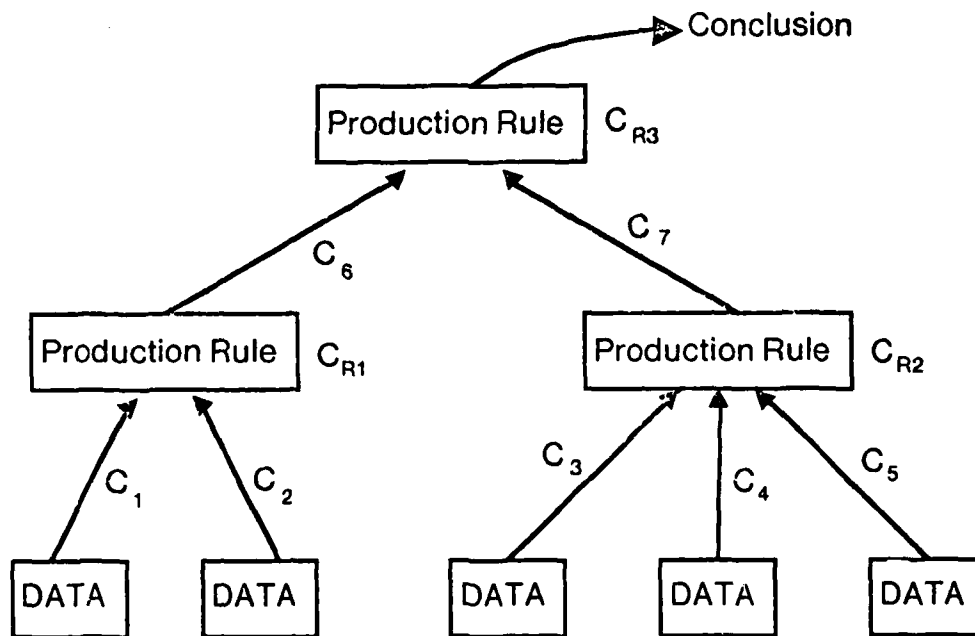 Conclusion
Production Rule C_R3
C_6 C_7
Production Rule C_R1 Production Rule C_R2
C_1 C_2 C_3 C_4 C_5
DATA DATA DATA DATA DATA